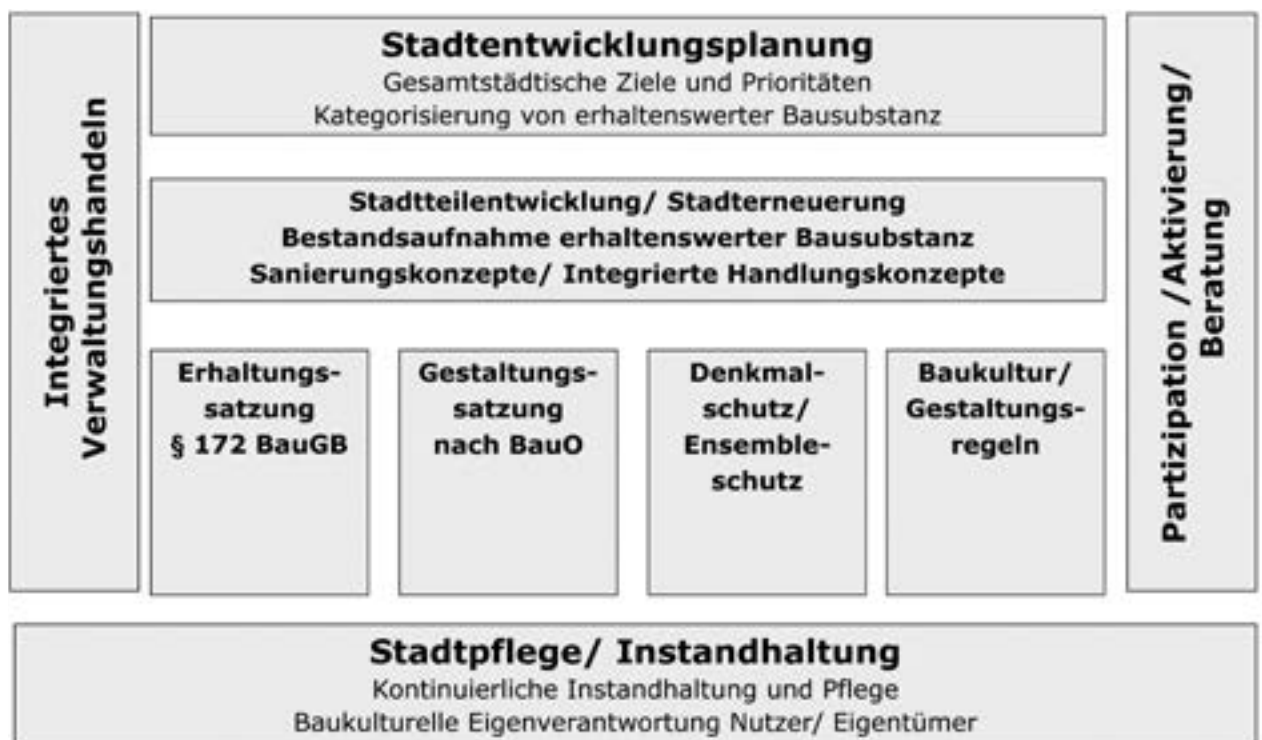 Integriertes
Verwaltungshandeln
Stadtentwicklungsplanung
Gesamtstädtische Ziele und Prioritäten
Kategorisierung von erhaltenswerter Bausubstanz
Stadtteilentwicklung/ Stadterneuerung
Bestandsaufnahme erhaltenswerter Bausubstanz
Sanierungskonzepte/ Integrierte Handlungskonzepte
Erhaltungs-
satzung
§ 172 BauGB
Gestaltungs-
satzung
nach BauO
Denkmal-
schutz/
Ensemble-
schutz
Baukultur/
Gestaltungs-
regeln
Partizipation /Aktivierung/
Beratung
Stadtpflege/ Instandhaltung
Kontinuierliche Instandhaltung und Pflege
Baukulturelle Eigenverantwortung Nutzer/ Eigentümer